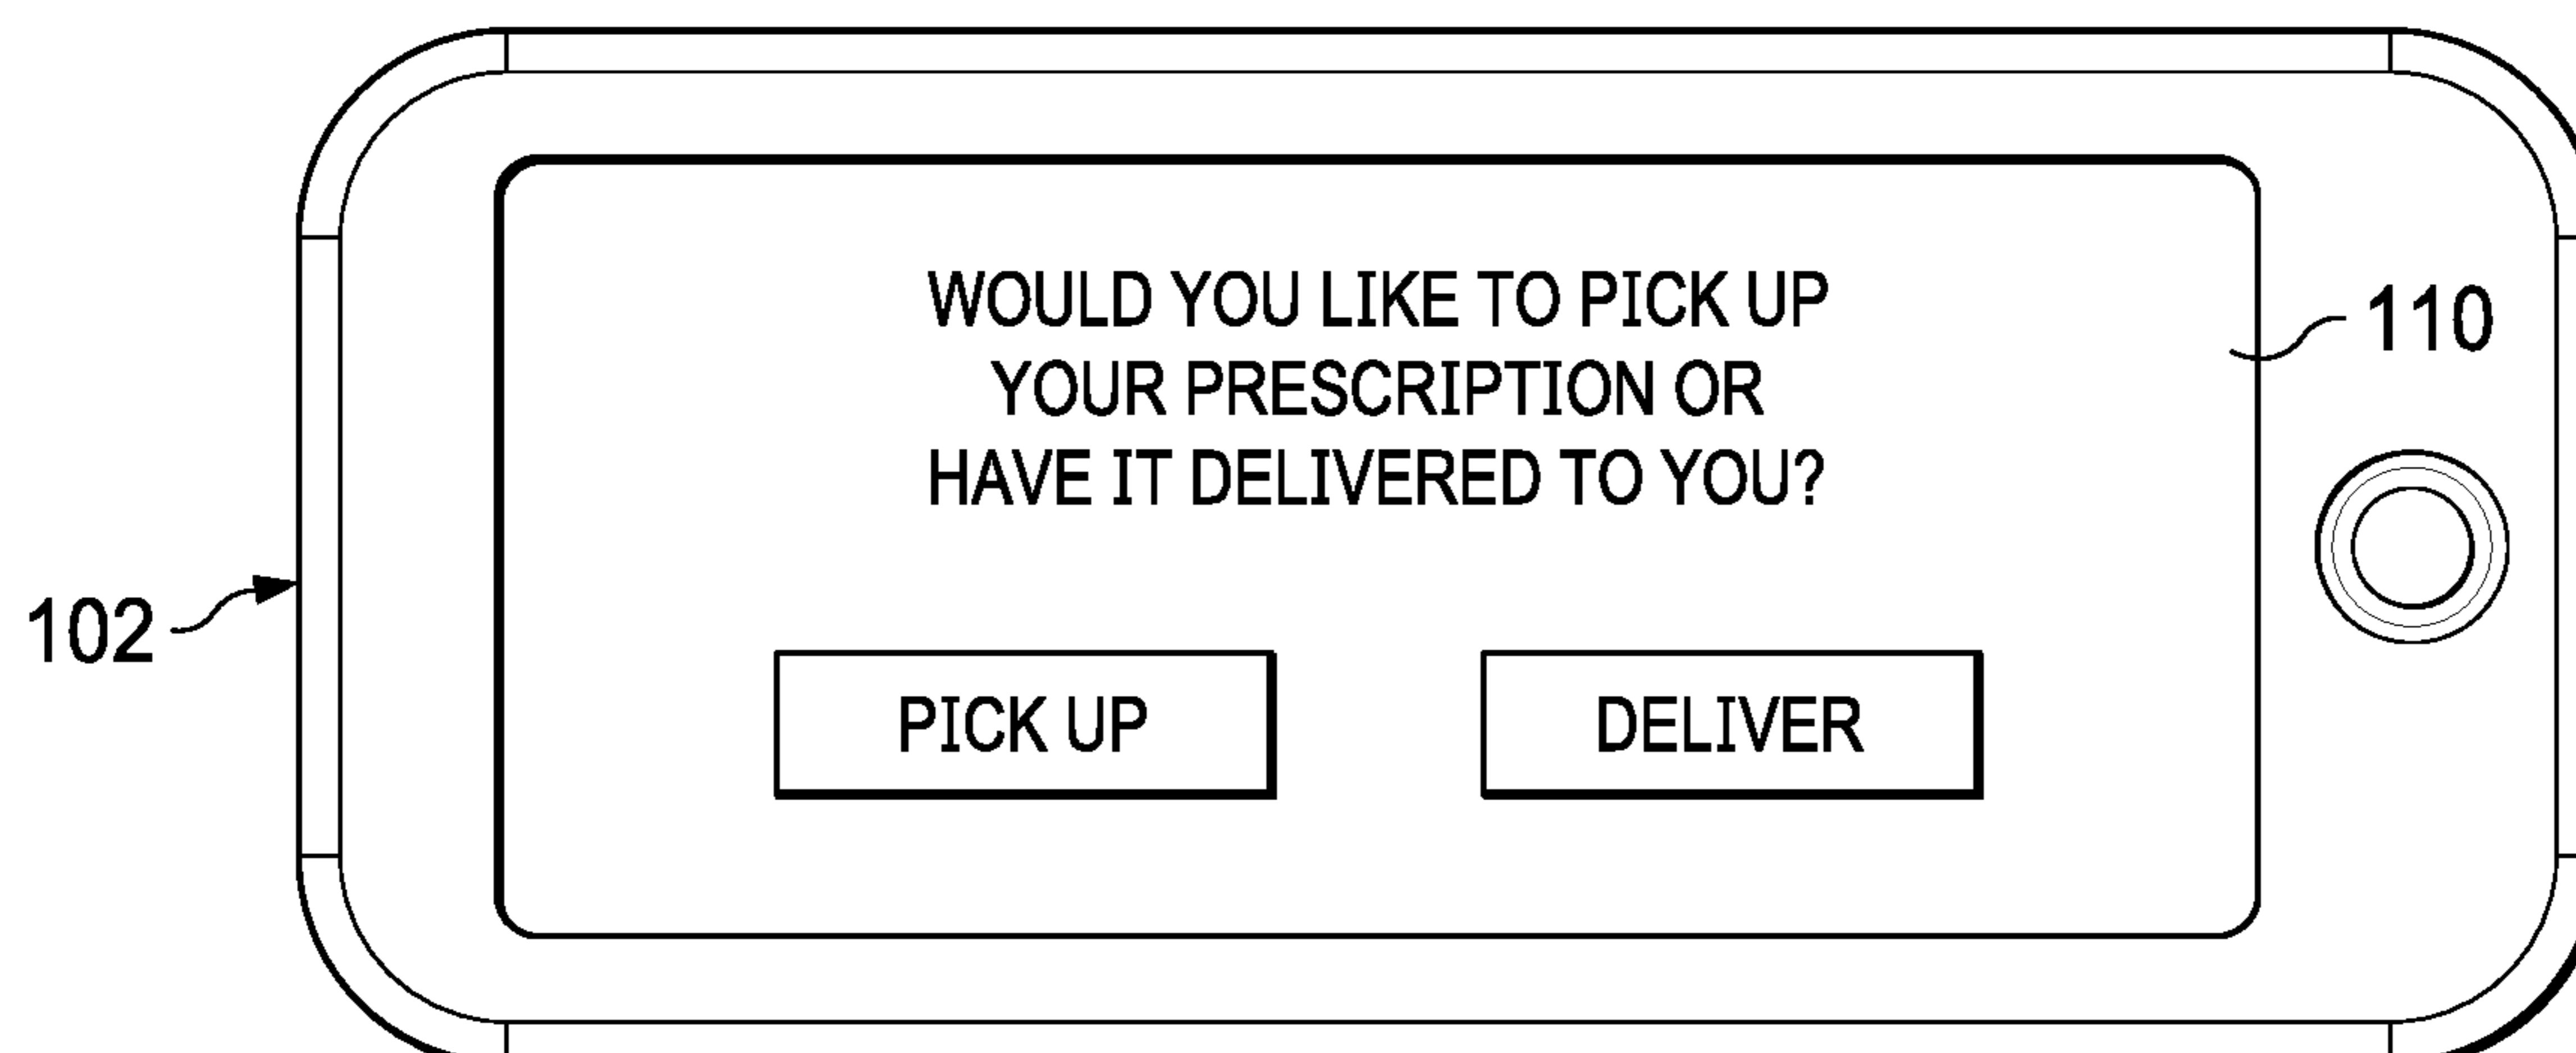 WOULD YOU LIKE TO PICK UP
YOUR PRESCRIPTION OR
HAVE IT DELIVERED TO YOU?
110
102
PICK UP
DELIVER